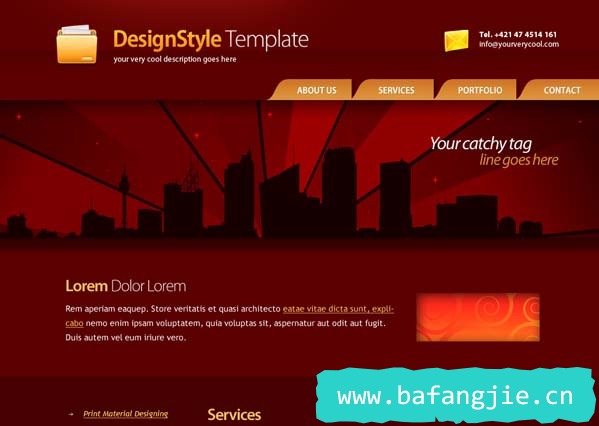 DesignStyle Template
your very cool description goes here
Tel. +421 47 4514 161
info@yourverycool.com
ABOUT US
SERVICES
PORTFOLIO
CONTACT
Your catchy tag
line goes here
Lorem Dolor Lorem
Rem aperiam eaquep. Store veritatis et quasi architecto eatae vitae dicta sunt, expli-
cabo nemo enim ipsam voluptatem, quia voluptas sit, aspernatur aut odit aut fugit.
Duis autem vel eum iriure vero.
Print Material Designing
Services
www.bafangjie.cn